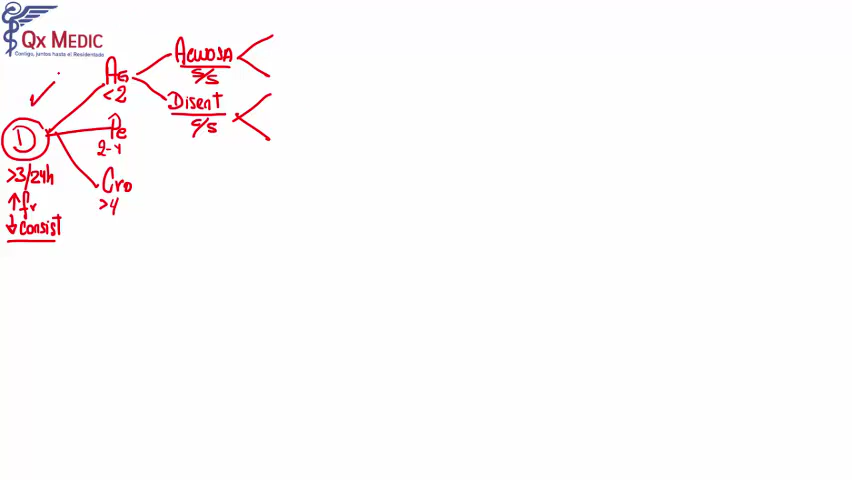 Qx MEDIC
Contigo, juntos hasta el Residentado
D
>3/24h
↑ fr
↓ consist
AG
<2
Pe
2-4
Cro
>4
ACUOSA
S/S
Disent
C/S